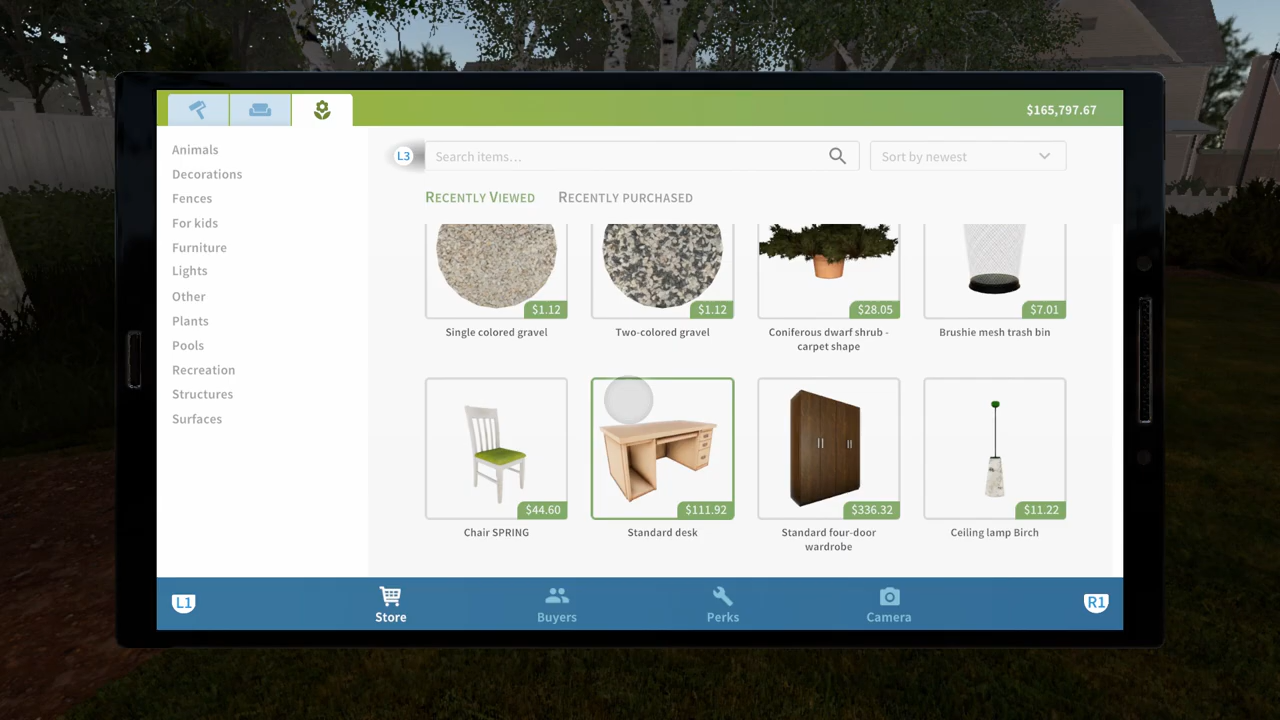 $165,797.67
Animals
Decorations
Fences
For kids
Furniture
Lights
Other
Plants
Pools
Recreation
Structures
Surfaces
L3
Search items...
Sort by newest
RECENTLY VIEWED
RECENTLY PURCHASED
$1.12
$1.12
$28.05
$7.01
Single colored gravel
Two-colored gravel
Coniferous dwarf shrub -
carpet shape
Brushie mesh trash bin
$44.60
$111.92
$336.32
$11.22
Chair SPRING
Standard desk
Standard four-door
wardrobe
Ceiling lamp Birch
L1
Store
Buyers
Perks
Camera
R1